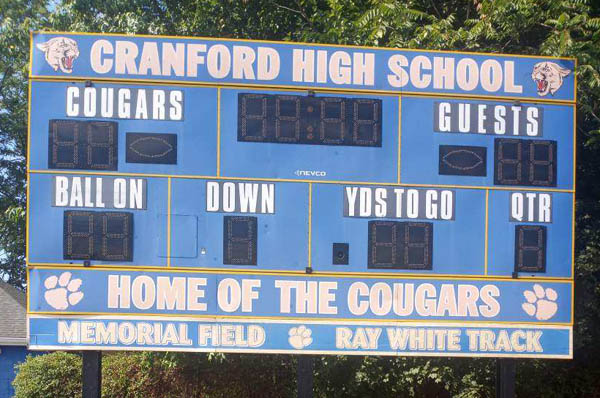 CRANFORD HIGH SCHOOL
COUGARS
GUESTS
NEVCO
BALL ON DOWN YDS TO GO QTR
HOME OF THE COUGARS
MEMORIAL FIELD RAY WHITE TRACK